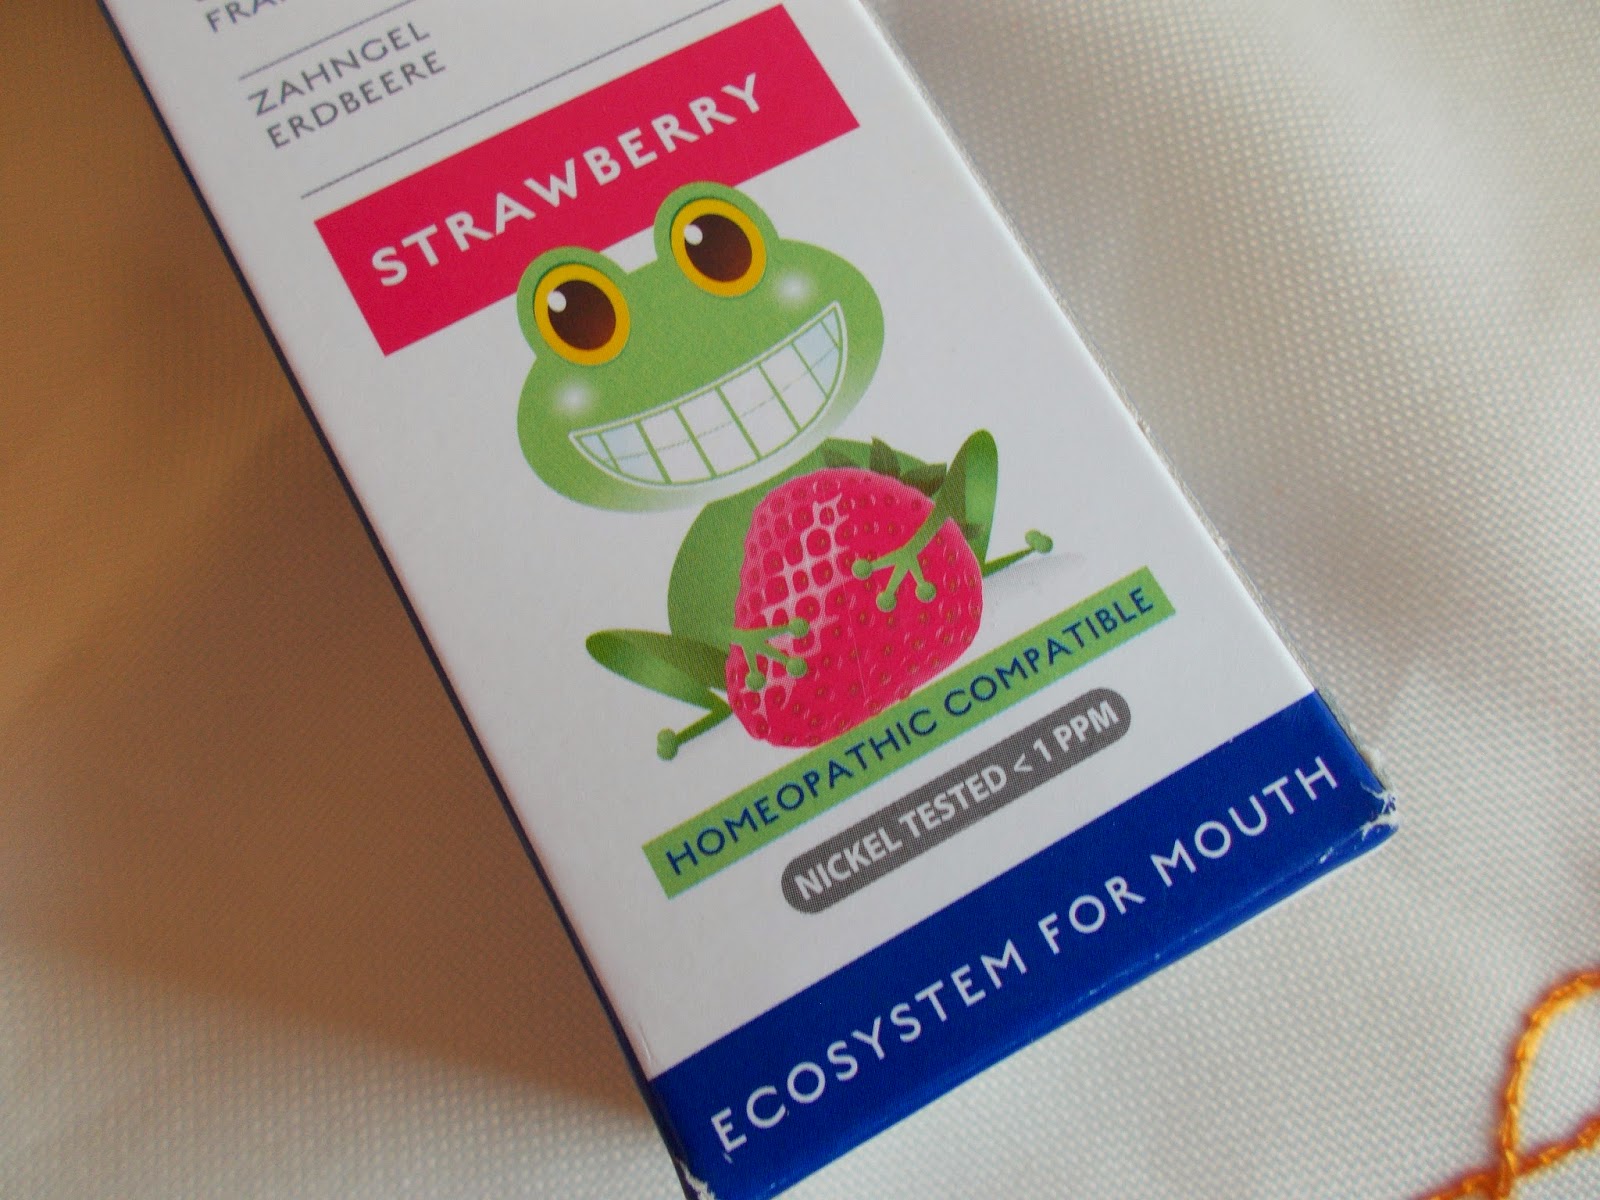 ZAHNGEL
ERDBEERE
STRAWBERRY
HOMEOPATHIC COMPATIBLE
NICKEL TESTED < 1 PPM
ECOSYSTEM FOR MOUTH